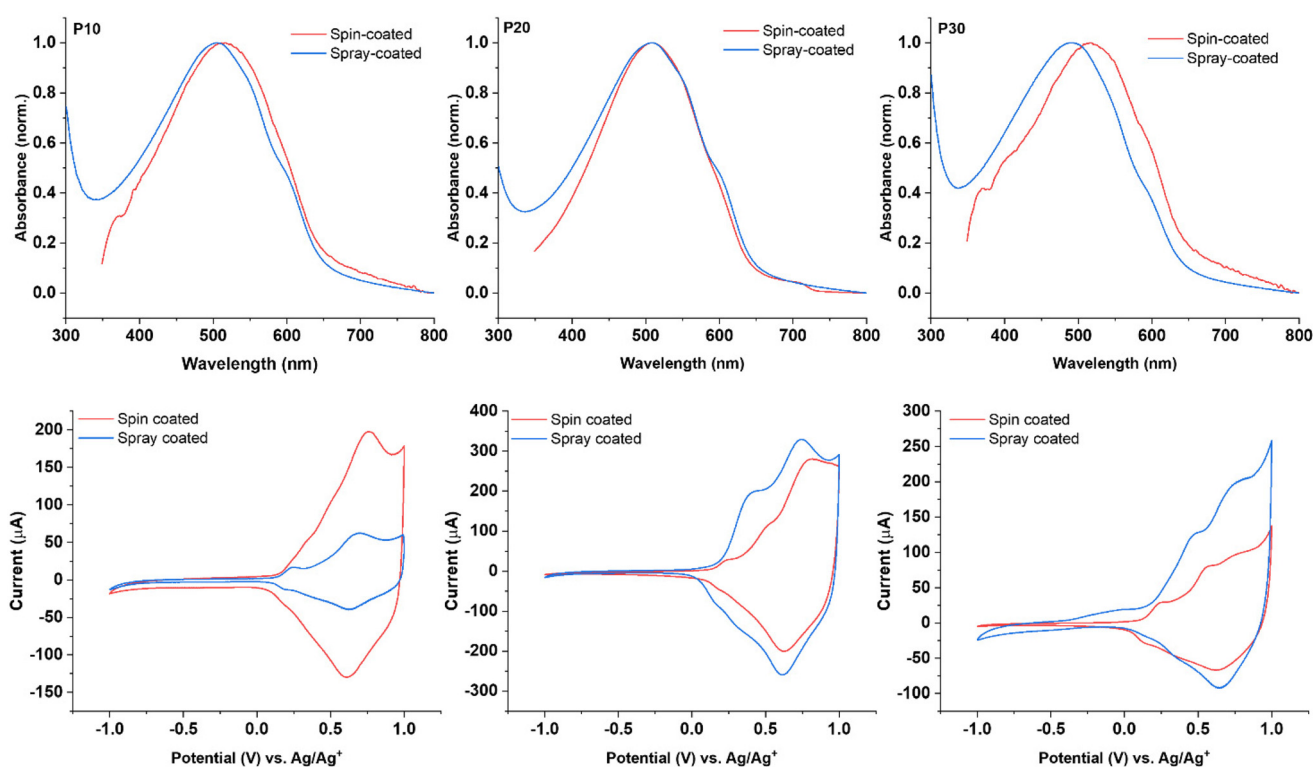 P10
Spin-coated
Spray-coated
1.0
0.8
0.6
0.4
0.2
0.0
Absorbance (norm.)
300 400 500 600 700 800
Wavelength (nm)
P20
Spin-coated
Spray-coated
1.0
0.8
0.6
0.4
0.2
0.0
Absorbance (norm.)
300 400 500 600 700 800
Wavelength (nm)
P30
Spin-coated
Spray-coated
1.0
0.8
0.6
0.4
0.2
0.0
Absorbance (norm.)
300 400 500 600 700 800
Wavelength (nm)
Spin coated
Spray coated
200
150
100
50
0
-50
-100
-150
Current (µA)
-1.0 -0.5 0.0 0.5 1.0
Potential (V) vs. Ag/Ag⁺
Spin coated
Spray coated
400
300
200
100
0
-100
-200
-300
Current (µA)
-1.0 -0.5 0.0 0.5 1.0
Potential (V) vs. Ag/Ag⁺
Spin coated
Spray coated
300
250
200
150
100
50
0
-50
-100
Current (µA)
-1.0 -0.5 0.0 0.5 1.0
Potential (V) vs. Ag/Ag⁺